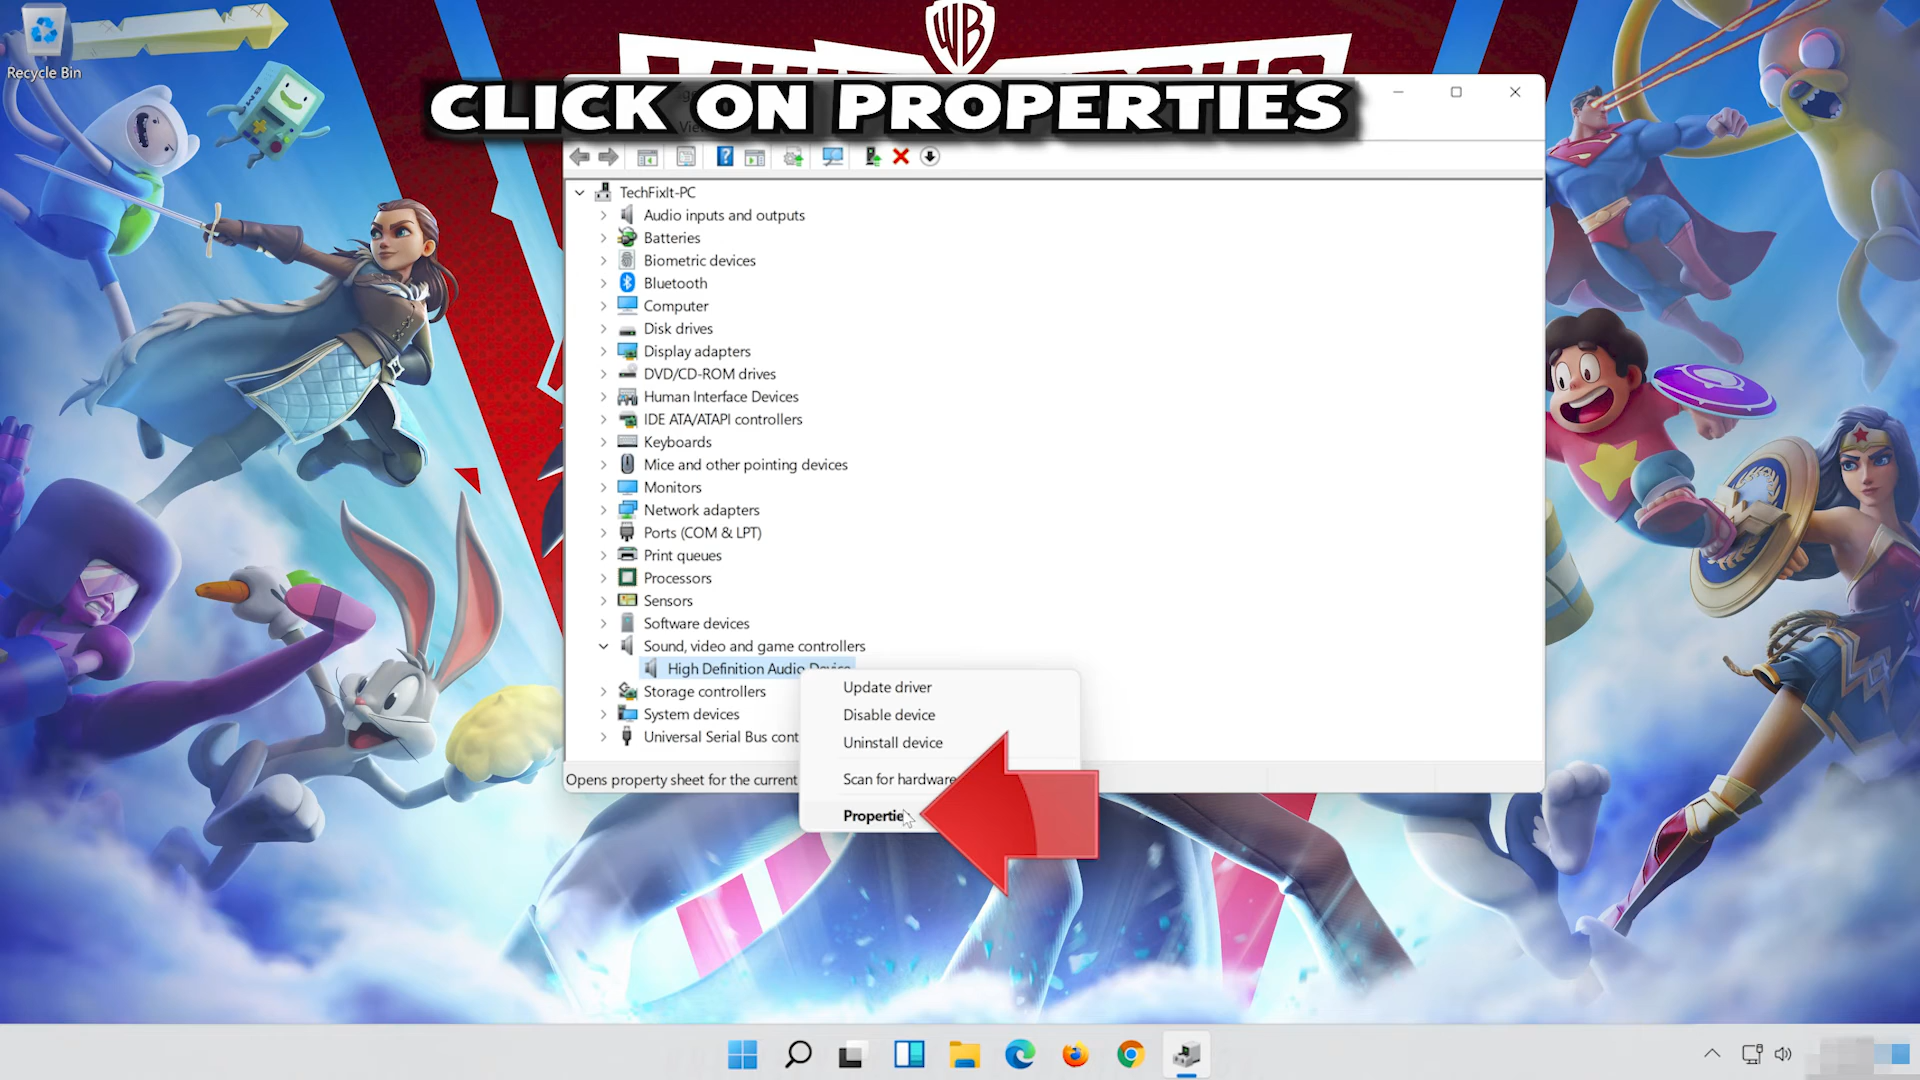 Recycle Bin
WB
CLICK ON PROPERTIES
TechFixIt-PC
Audio inputs and outputs
Batteries
Biometric devices
Bluetooth
Computer
Disk drives
Display adapters
DVD/CD-ROM drives
Human Interface Devices
IDE ATA/ATAPI controllers
Keyboards
Mice and other pointing devices
Monitors
Network adapters
Ports (COM & LPT)
Print queues
Processors
Sensors
Software devices
Sound, video and game controllers
High Definition Audio Device
Storage controllers
System devices
Universal Serial Bus cont
Update driver
Disable device
Uninstall device
Scan for hardware
Propertie
Opens property sheet for the current